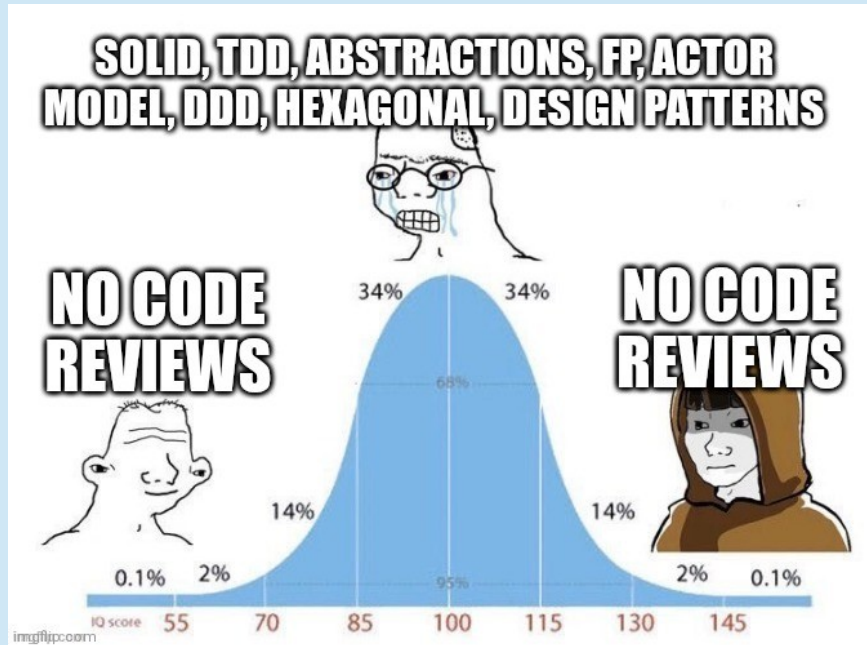 SOLID, TDD, ABSTRACTIONS, FP, ACTOR
MODEL, DDD, HEXAGONAL, DESIGN PATTERNS
NO CODE
REVIEWS
NO CODE
REVIEWS
34% 34%
68%
14% 14%
0.1% 2% 95% 2% 0.1%
IQ score 55 70 85 100 115 130 145
imgflip.com